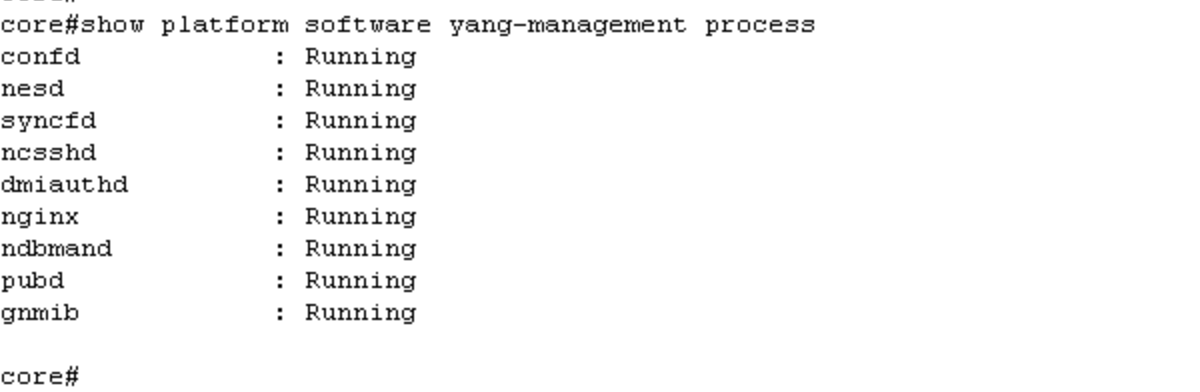 core#show platform software yang-management process
confd            : Running
nesd             : Running
syncfd           : Running
ncsshd           : Running
dmiauthd         : Running
nginx            : Running
ndbmand          : Running
pubd             : Running
gnmib            : Running
core#